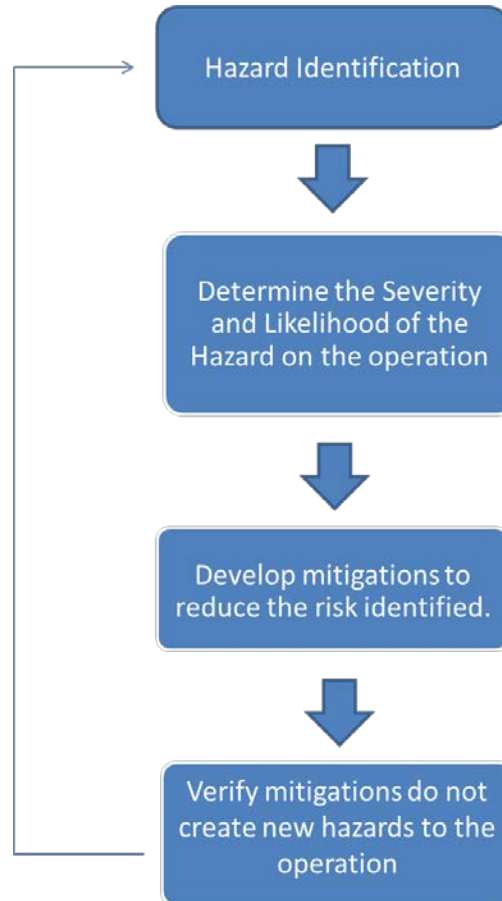 Hazard Identification
Determine the Severity
and Likelihood of the
Hazard on the operation
Develop mitigations to
reduce the risk identified.
Verify mitigations do not
create new hazards to the
operation